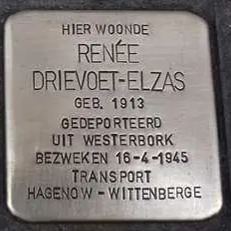 HIER WOONDE
RENÉE
DRIEVOET-ELZAS
GEB. 1913
GEDEPORTEERD
UIT WESTERBORK
BEZWEKEN 16-4-1945
TRANSPORT
HAGENOW - WITTENBERGE